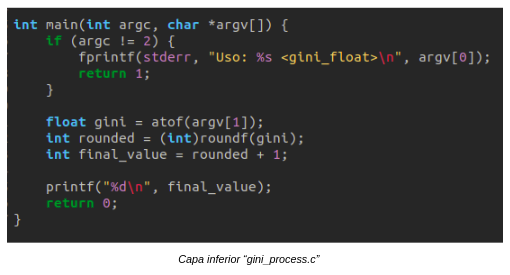 int main(int argc, char *argv[]) {
    if (argc != 2) {
        fprintf(stderr, "Uso: %s <gini_float>\n", argv[0]);
        return 1;
    }

    float gini = atof(argv[1]);
    int rounded = (int)roundf(gini);
    int final_value = rounded + 1;

    printf("%d\n", final_value);
    return 0;
}
Capa inferior “gini_process.c”